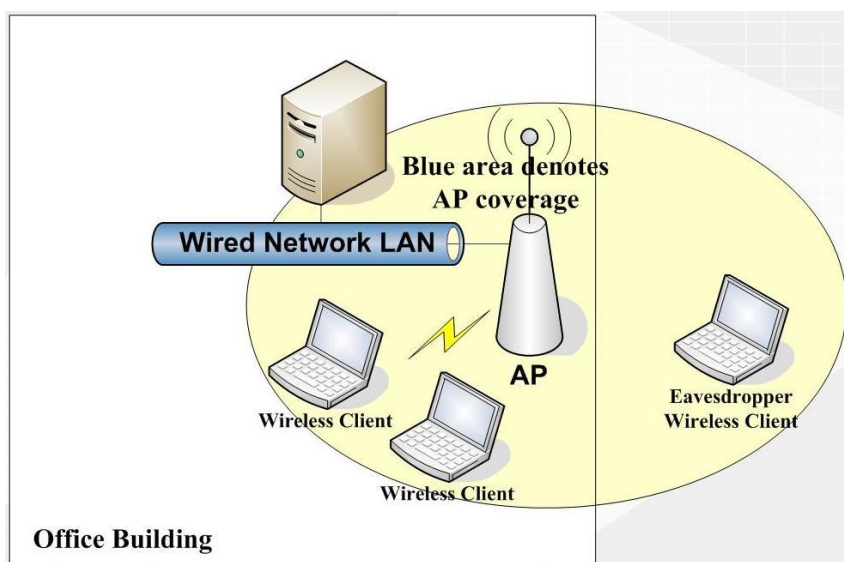 Blue area denotes
AP coverage
Wired Network LAN
AP
Wireless Client
Wireless Client
Eavesdropper
Wireless Client
Office Building